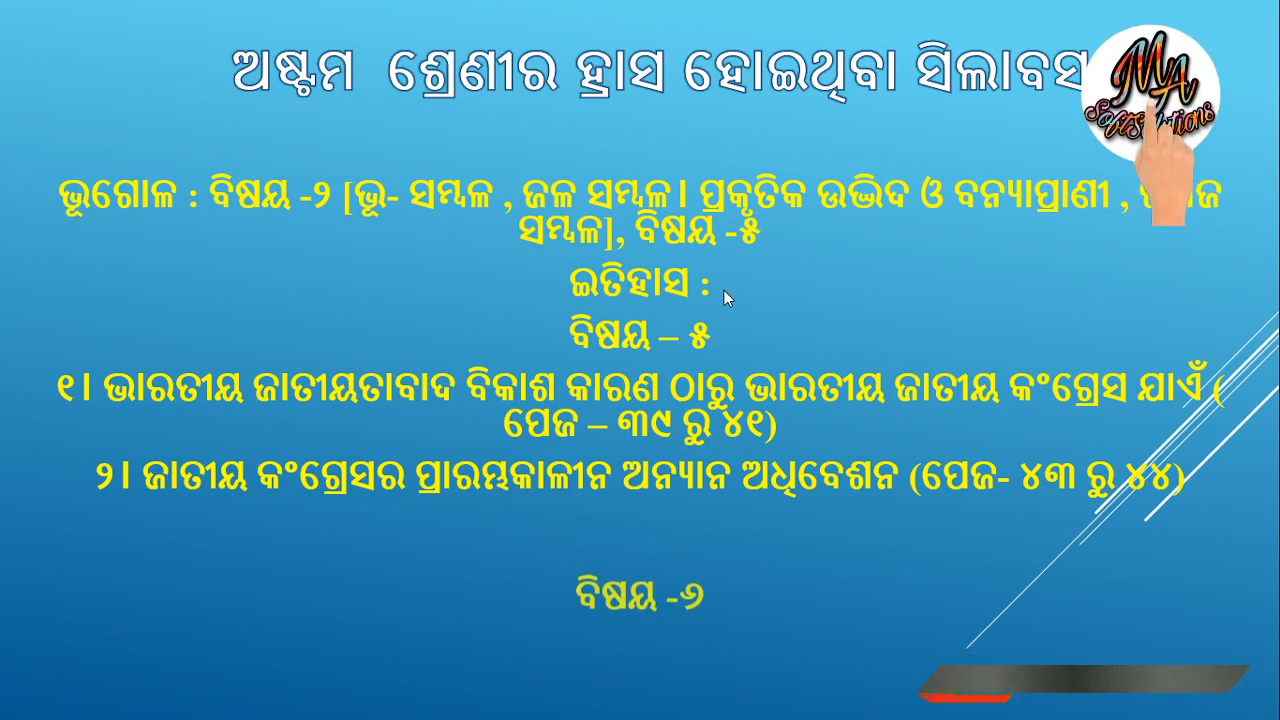 ଅଷ୍ଟମ ଶ୍ରେଣୀର ହ୍ରାସ ହୋଇଥିବା ସିଲାବସ
MA
ଭୂଗୋଳ : ବିଷୟ -୨ [ଭୂ- ସମ୍ବଳ , ଜଳ ସମ୍ବଳ। ପ୍ରକୃତିକ ଉଦ୍ଭିଦ ଓ ବନ୍ୟାପ୍ରାଣୀ ,
ସମ୍ବଳ], ବିଷୟ -୫
ଇତିହାସ :
ବିଷୟ – ୫
୧। ଭାରତୀୟ ଜାତୀୟତାବାଦ ବିକାଶ କାରଣ ଠାରୁ ଭାରତୀୟ ଜାତୀୟ କଂଗ୍ରେସ ଯାଏଁ (
ପେଜ – ୩୯ ରୁ ୪୧)
୨। ଜାତୀୟ କଂଗ୍ରେସର ପ୍ରାରମ୍ଭକାଳୀନ ଅନ୍ୟାନ ଅଧିବେଶନ (ପେଜ- ୪୩ ରୁ ୪୪)
ବିଷୟ -୬